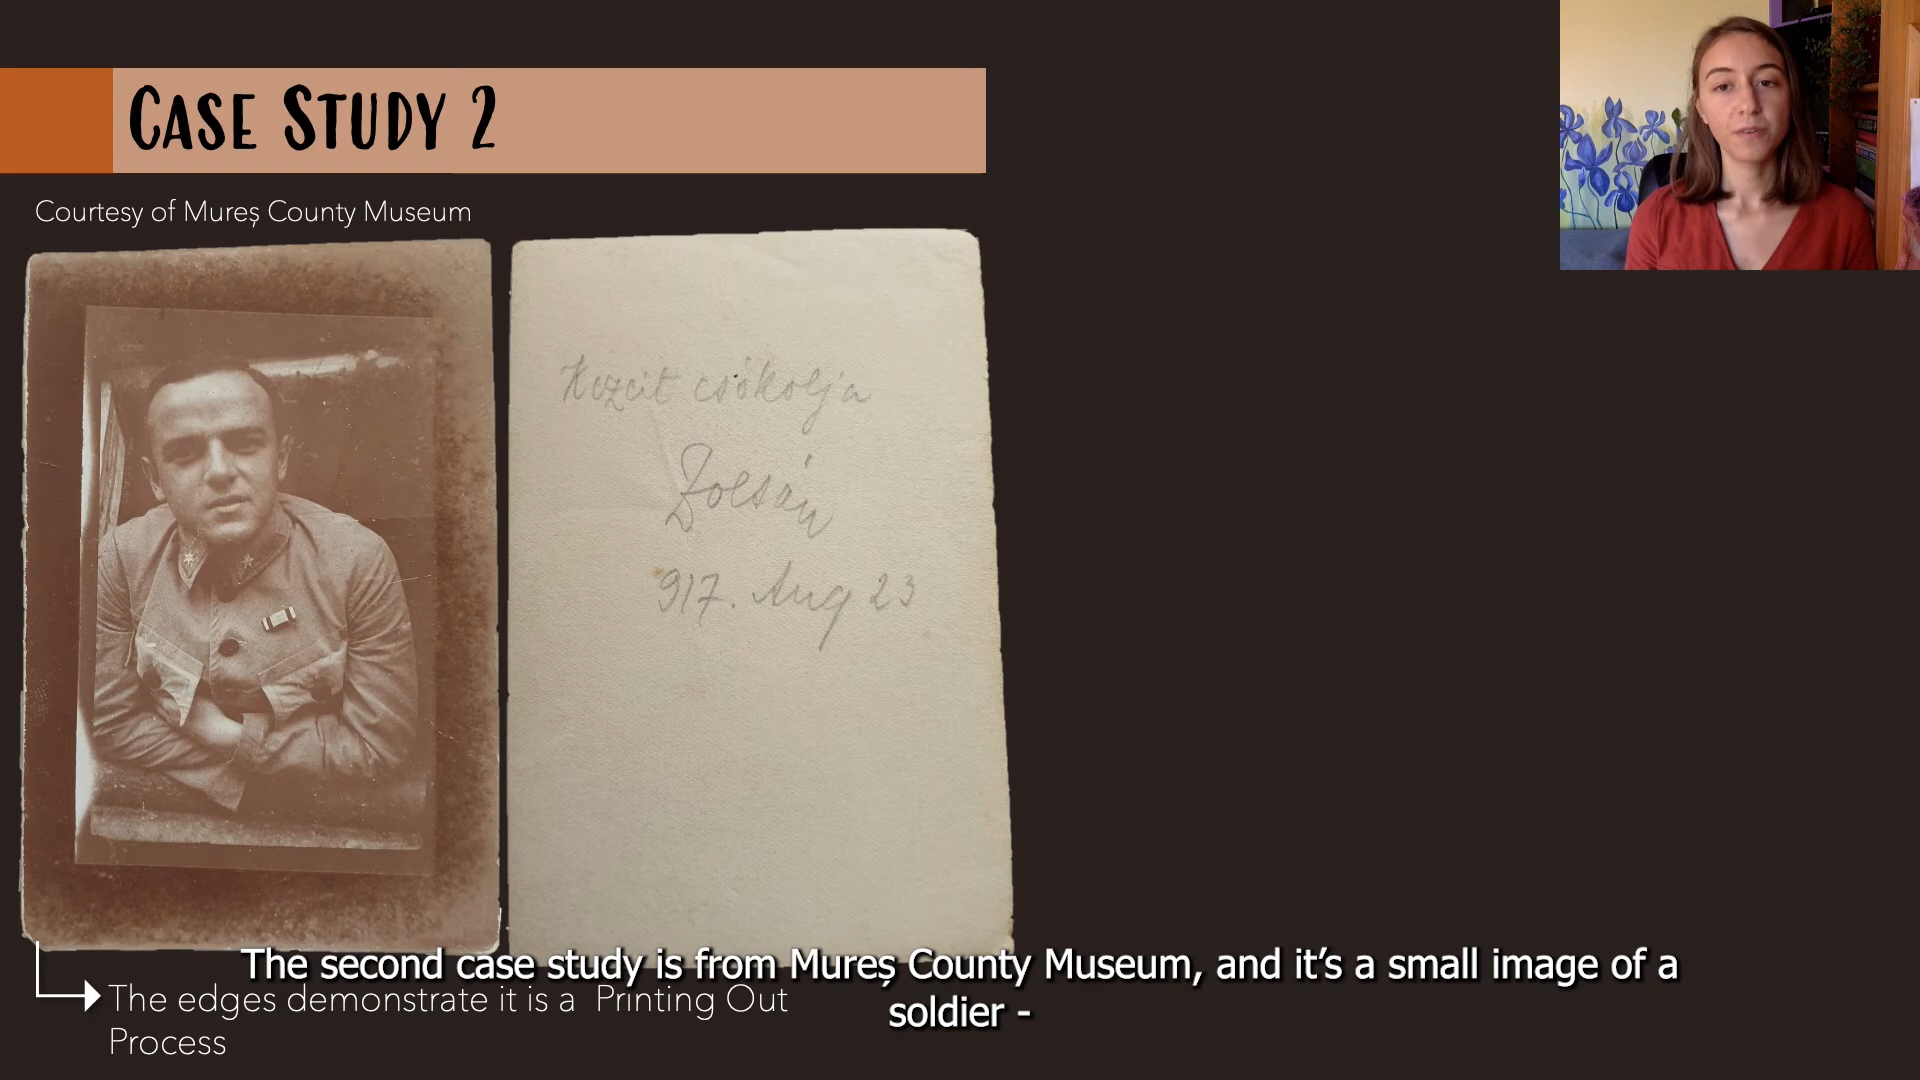 CASE STUDY 2
Courtesy of Mureș County Museum
Kezeit csókolja
Zoltán
917. Aug 23
The edges demonstrate it is a Printing Out
Process
The second case study is from Mureș County Museum, and it’s a small image of a
soldier -